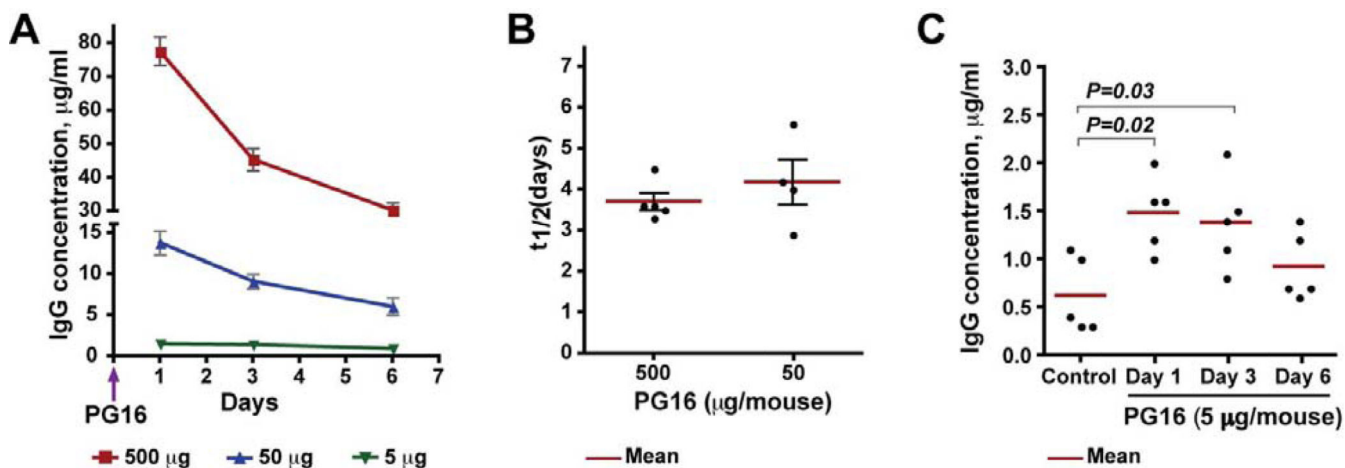 A
IgG concentration, μg/ml
80
70
60
50
40
30
15
10
5
0
1 2 3 4 5 6 7
PG16
Days
500 μg 50 μg 5 μg
B
t1/2(days)
7
6
5
4
3
2
1
0
500 50
PG16 (μg/mouse)
Mean
C
IgG concentration, μg/ml
3.0
2.5
2.0
1.5
1.0
0.5
0.0
P=0.03
P=0.02
Control Day 1 Day 3 Day 6
PG16 (5 μg/mouse)
Mean